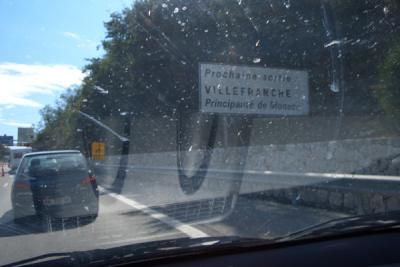 Prochaine sortie
VILLEFRANCHE
Principauté de Monaco